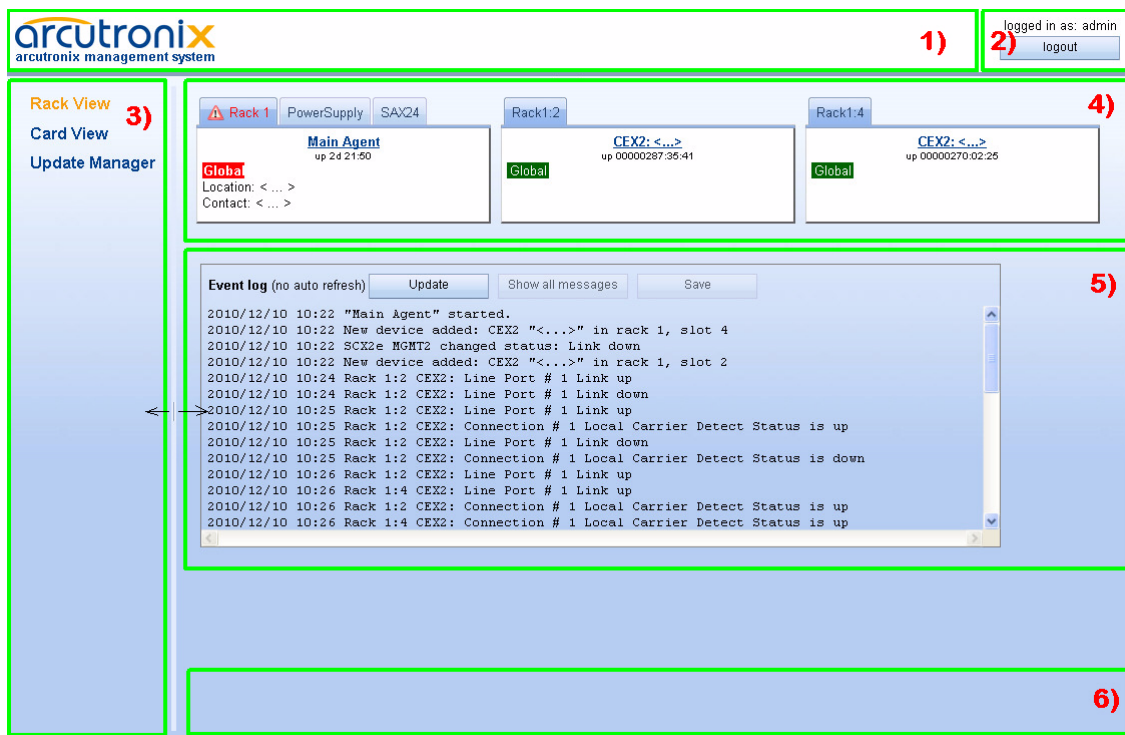 arcutronix
arcutronix management system
1)
2)
logged in as: admin
logout
Rack View
Card View
Update Manager
3)
4)
Rack 1 PowerSupply SAX24
Main Agent
up 2d 21:50
Global
Location: < ... >
Contact: < ... >
Rack1:2
CEX2: <...>
up 00000287:35:41
Global
Rack1:4
CEX2: <...>
up 00000270:02:25
Global
5)
Event log (no auto refresh) Update Show all messages Save
2010/12/10 10:22 "Main Agent" started.
2010/12/10 10:22 New device added: CEX2 "<...>" in rack 1, slot 4
2010/12/10 10:22 SCX2e MGMT2 changed status: Link down
2010/12/10 10:22 New device added: CEX2 "<...>" in rack 1, slot 2
2010/12/10 10:24 Rack 1:2 CEX2: Line Port # 1 Link up
2010/12/10 10:24 Rack 1:2 CEX2: Line Port # 1 Link down
2010/12/10 10:25 Rack 1:2 CEX2: Line Port # 1 Link up
2010/12/10 10:25 Rack 1:2 CEX2: Connection # 1 Local Carrier Detect Status is up
2010/12/10 10:25 Rack 1:2 CEX2: Line Port # 1 Link down
2010/12/10 10:25 Rack 1:2 CEX2: Connection # 1 Local Carrier Detect Status is down
2010/12/10 10:26 Rack 1:2 CEX2: Line Port # 1 Link up
2010/12/10 10:26 Rack 1:4 CEX2: Line Port # 1 Link up
2010/12/10 10:26 Rack 1:2 CEX2: Connection # 1 Local Carrier Detect Status is up
2010/12/10 10:26 Rack 1:4 CEX2: Connection # 1 Local Carrier Detect Status is up
6)